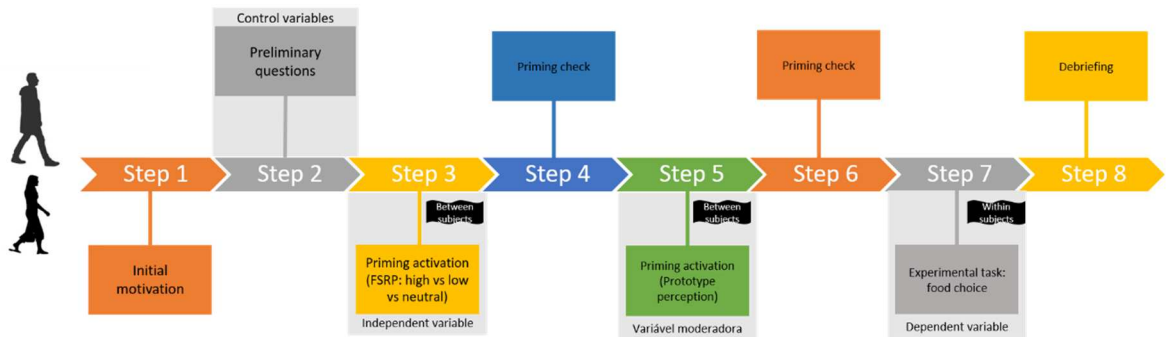 Control variables
Preliminary
questions
Priming check
Priming check
Debriefing
Step 1
Step 2
Step 3
Step 4
Step 5
Step 6
Step 7
Step 8
Between
subjects
Between
subjects
Within
subjects
Initial
motivation
Priming activation
(FSRP: high vs low
vs neutral)
Priming activation
(Prototype
perception)
Experimental task:
food choice
Independent variable
Variável moderadora
Dependent variable